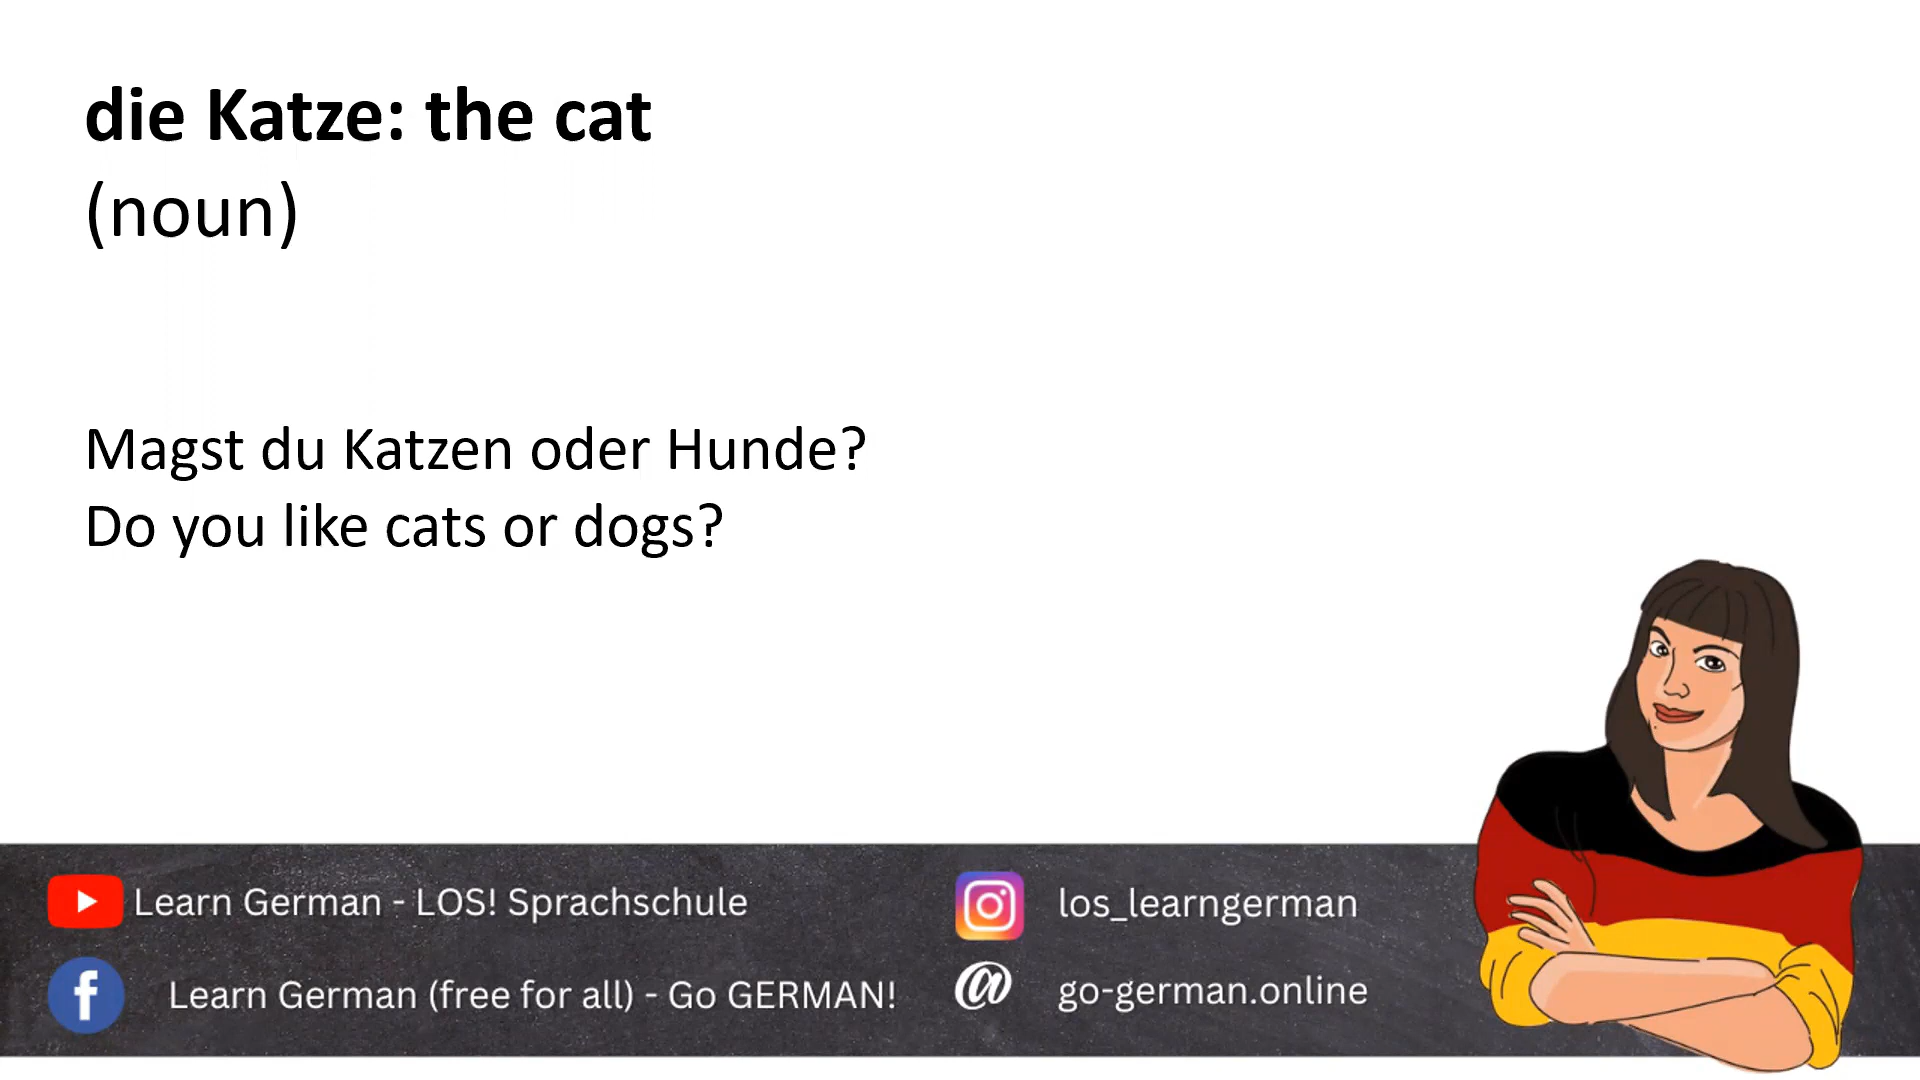 die Katze: the cat
(noun)
Magst du Katzen oder Hunde?
Do you like cats or dogs?
Learn German - LOS! Sprachschule
los_learngerman
Learn German (free for all) - Go GERMAN!
@ go-german.online